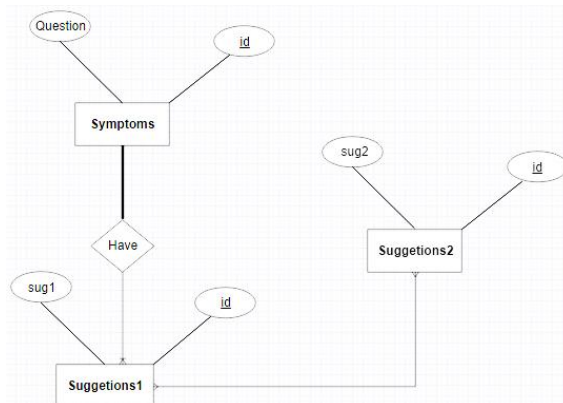 Question
id
Symptoms
sug2
id
Have
Suggetions2
sug1
id
Suggetions1